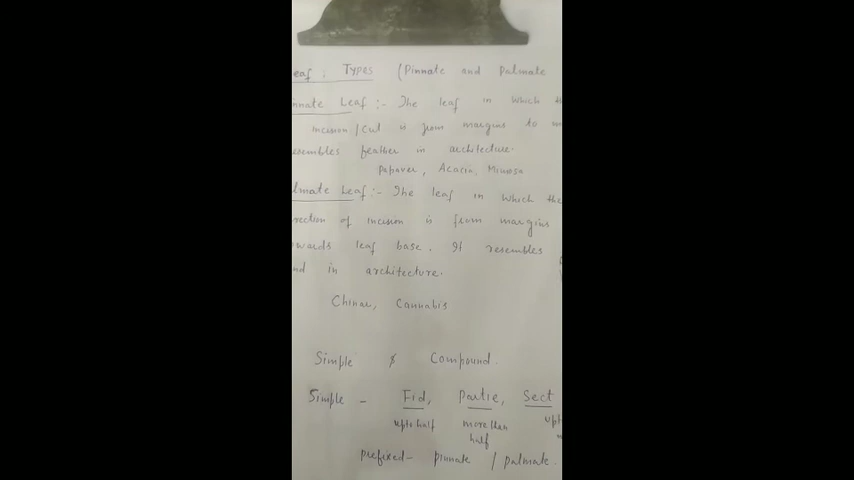 eaf : Types (Pinnate and Palmate
nnate Leaf :- The leaf in which th
incision/cut is from margins to m
esembles feather in architecture.
Papaver, Acacia, Mimosa
lmate Leaf :- The leaf in which the
rection of incision is from margins
wards leaf base. It resembles
nd in architecture.
Chinar, Cannabis
Simple & Compound.
Simple - Fid, Partie, Sect
upto half more than half upt
prefixed - pinnate / palmate.